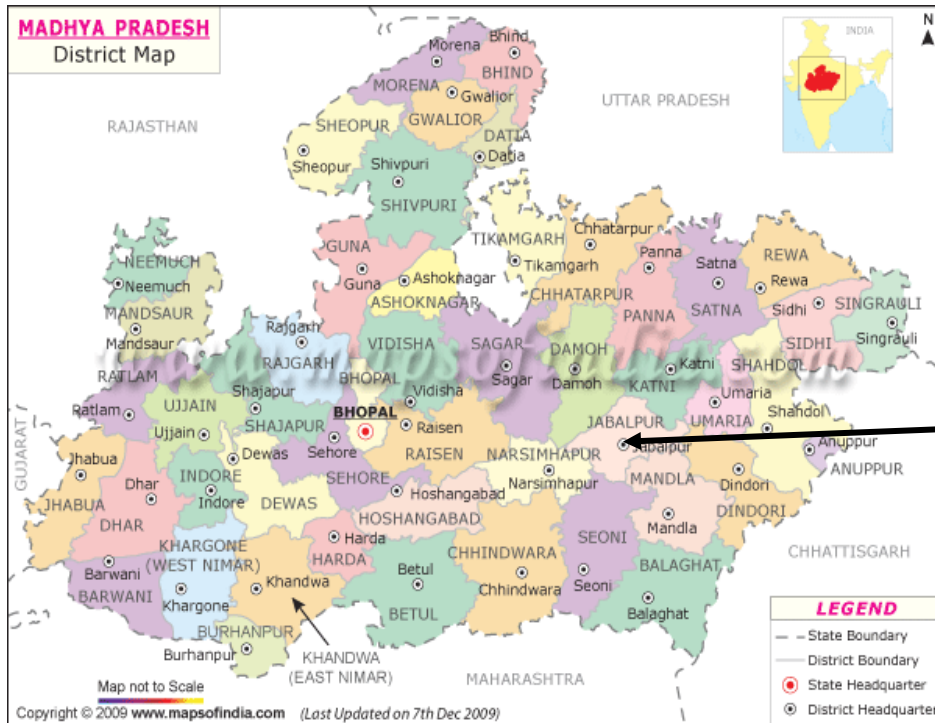 MADHYA PRADESH
District Map
INDIA
N
RAJASTHAN
UTTAR PRADESH
Morena
MORENA
Bhind
BHIND
Gwalior
GWALIOR
SHEOPUR
Sheopur
DATIA
Datia
Shivpuri
SHIVPURI
TIKAMGARH
Tikamgarh
Chhatarpur
CHHATARPUR
Panna
PANNA
Satna
SATNA
REWA
Rewa
Sidhi
SIDHI
SINGRAULI
Singrauli
NEEMUCH
Neemuch
MANDSAUR
Mandsaur
GUNA
Guna
Ashoknagar
ASHOKNAGAR
Rajgarh
RAJGARH
VIDISHA
Vidisha
SAGAR
Sagar
DAMOH
Damoh
Katni
KATNI
SHAHDOL
Shahdol
Umaria
UMARIA
www.mapsofindia.com
RATLAM
Ratlam
UJJAIN
Ujjain
Shajapur
SHAJAPUR
BHOPAL
BHOPAL
Raisen
RAISEN
Sehore
SEHORE
NARSIMHAPUR
Narsimhapur
JABALPUR
Jabalpur
MANDLA
Mandla
Dindori
DINDORI
Anuppur
ANUPPUR
GUJARAT
Jhabua
JHABUA
Dhar
DHAR
INDORE
Indore
Dewas
DEWAS
Hoshangabad
HOSHANGABAD
Harda
HARDA
CHHINDWARA
Chhindwara
SEONI
Seoni
BALAGHAT
Balaghat
CHHATTISGARH
Barwani
BARWANI
KHARGONE
(WEST NIMAR)
Khargone
Khandwa
KHANDWA
(EAST NIMAR)
Betul
BETUL
BURHANPUR
Burhanpur
MAHARASHTRA
LEGEND
State Boundary
District Boundary
State Headquarter
District Headquarter
Map not to Scale
Copyright © 2009 www.mapsofindia.com (Last Updated on 7th Dec 2009)